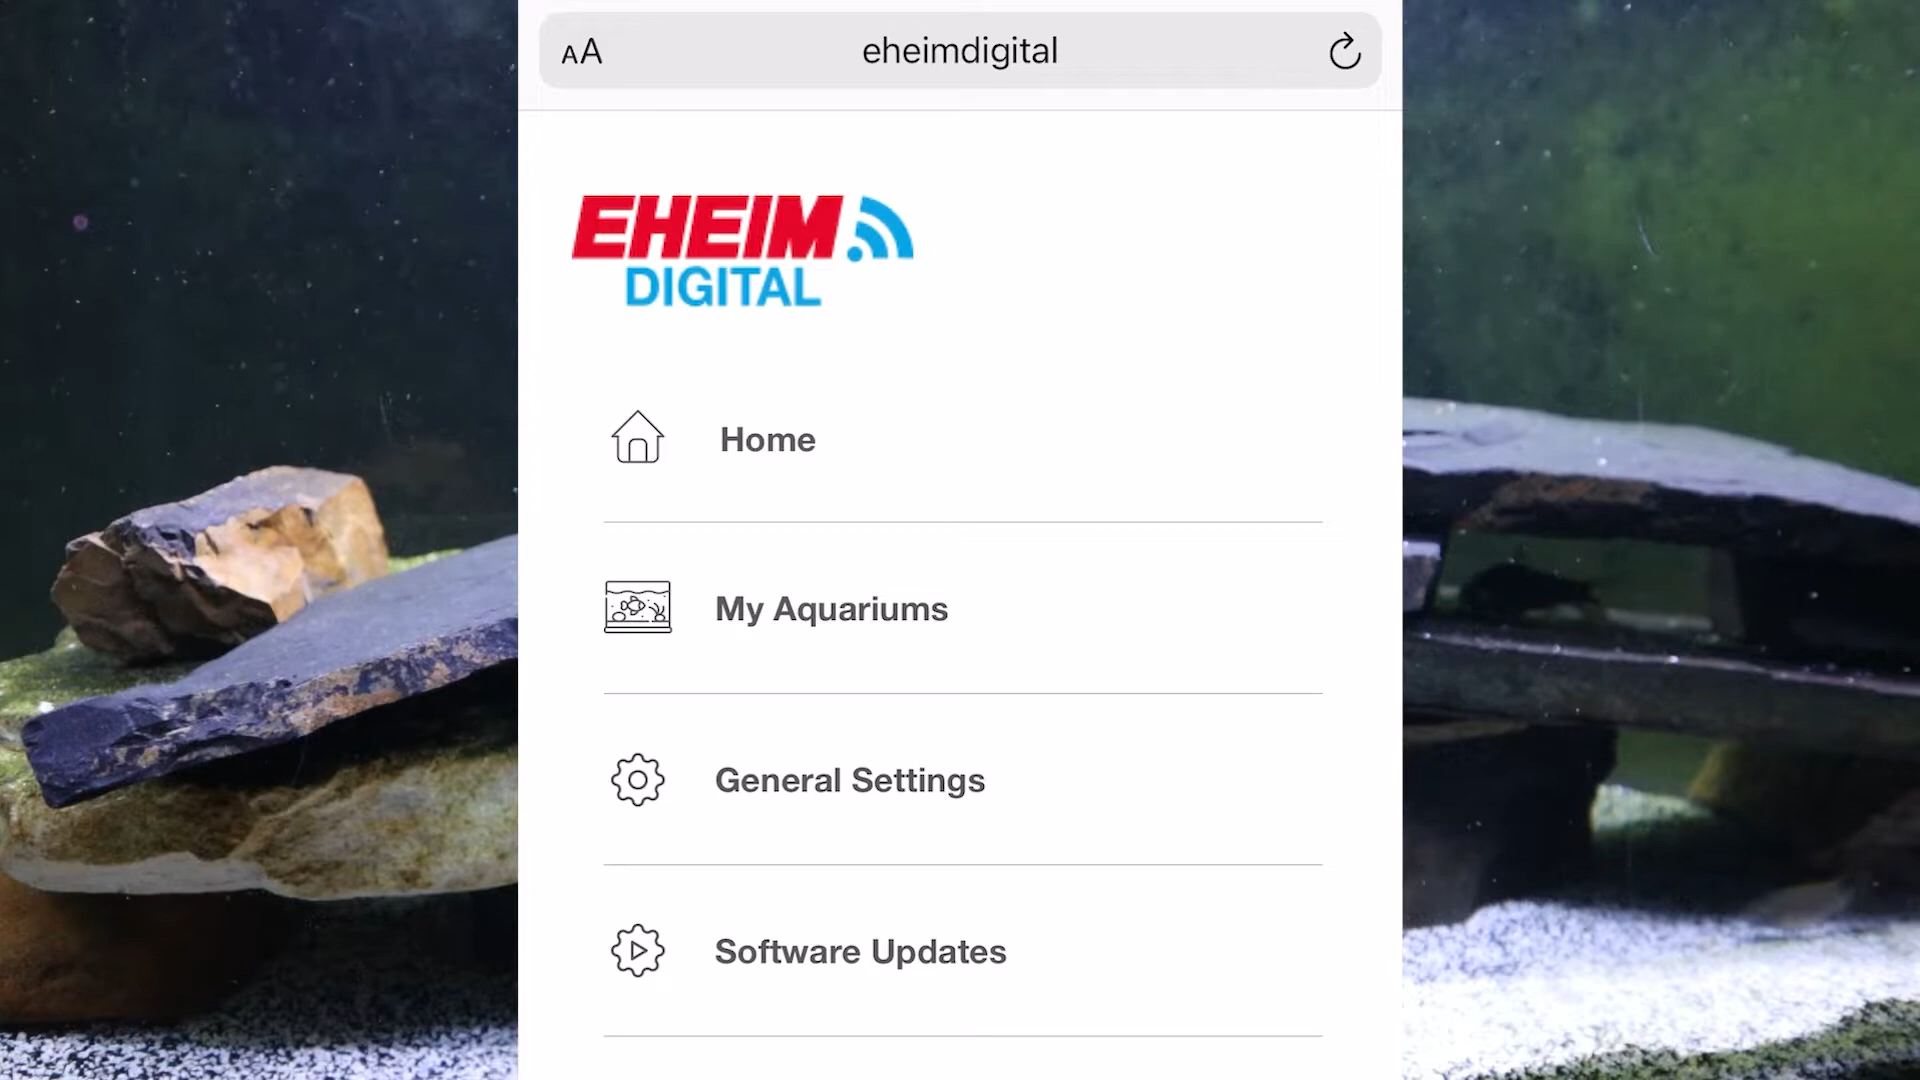 AA
eheimdigital
EHEIM
DIGITAL
Home
My Aquariums
General Settings
Software Updates